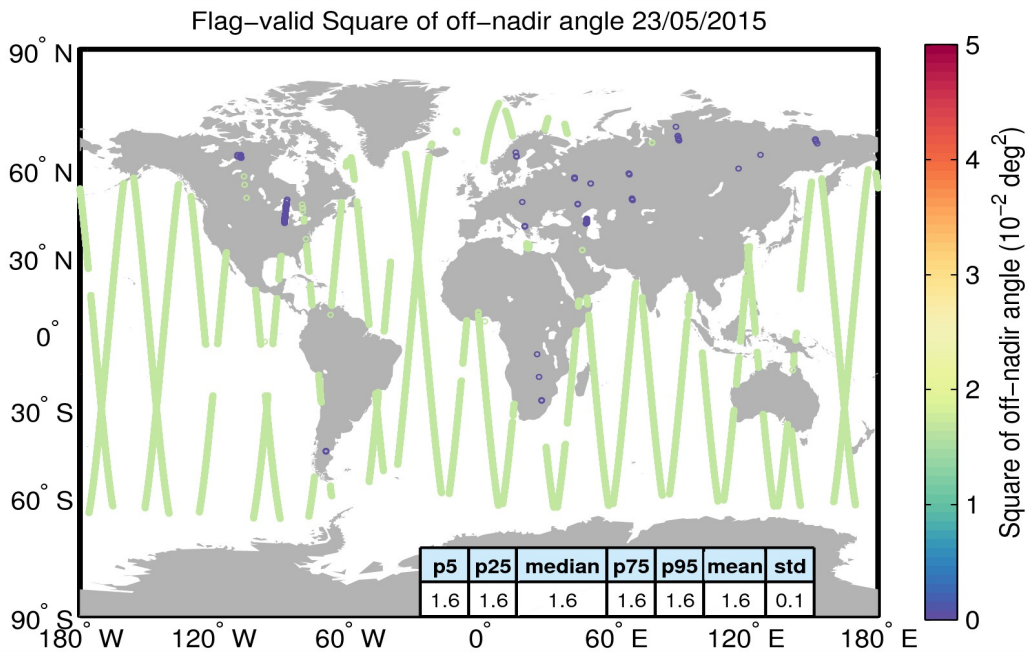 Flag−valid Square of off−nadir angle 23/05/2015
90° N
60° N
30° N
0°
30° S
60° S
90° S
180° W
120° W
60° W
0°
60° E
120° E
180° E
p5 p25 median p75 p95 mean std
1.6 1.6 1.6 1.6 1.6 1.6 0.1
5
4
3
2
1
0
Square of off−nadir angle (10⁻² deg²)